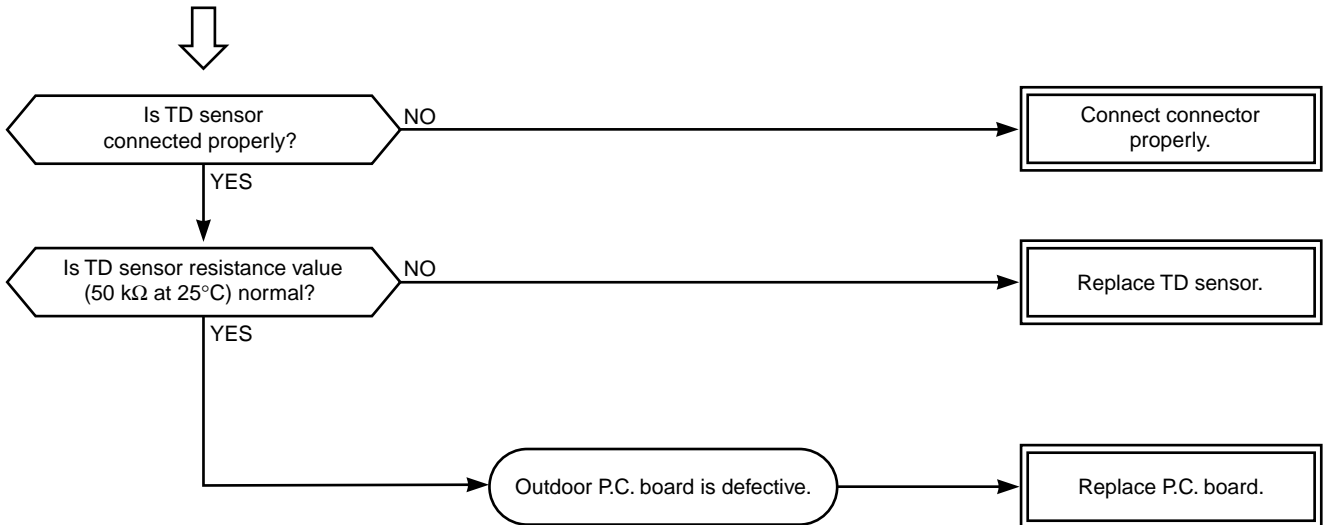 Is TD sensor
connected properly?
NO
Connect connector
properly.
YES
Is TD sensor resistance value
(50 kΩ at 25°C) normal?
NO
Replace TD sensor.
YES
Outdoor P.C. board is defective.
Replace P.C. board.